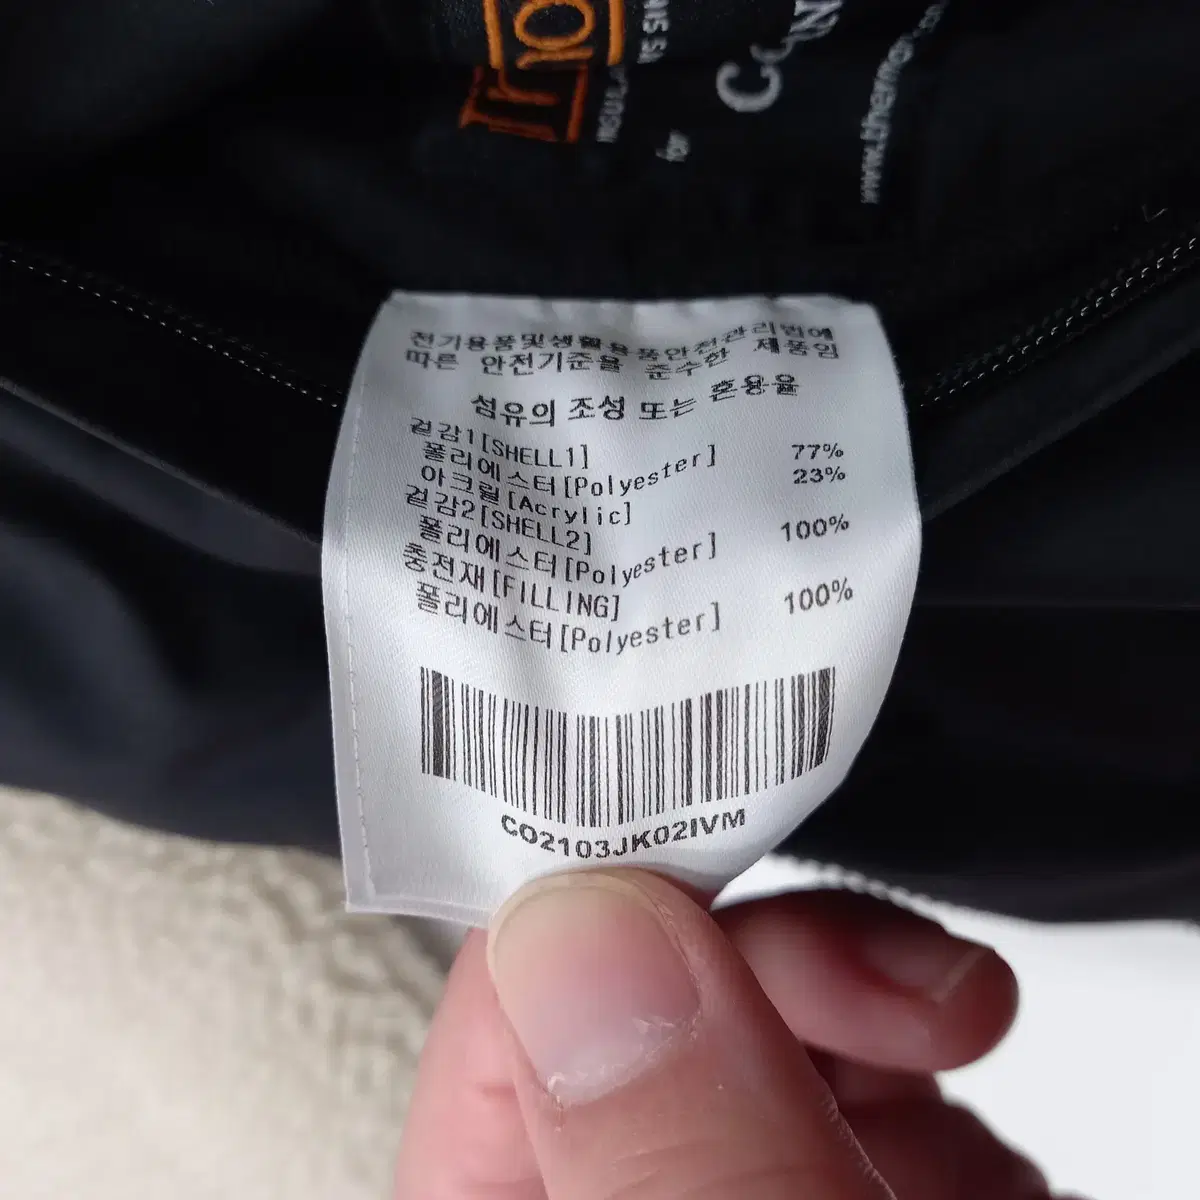 for
전기용품및생활용품안전관리법에
따른 안전기준을 준수한 제품임
섬유의 조성 또는 혼용율
겉감1[SHELL1]
폴리에스터[Polyester] 77%
아크릴[Acrylic] 23%
겉감2[SHELL2]
폴리에스터[Polyester] 100%
충전재[FILLING]
폴리에스터[Polyester] 100%
CO2103JK02IVM